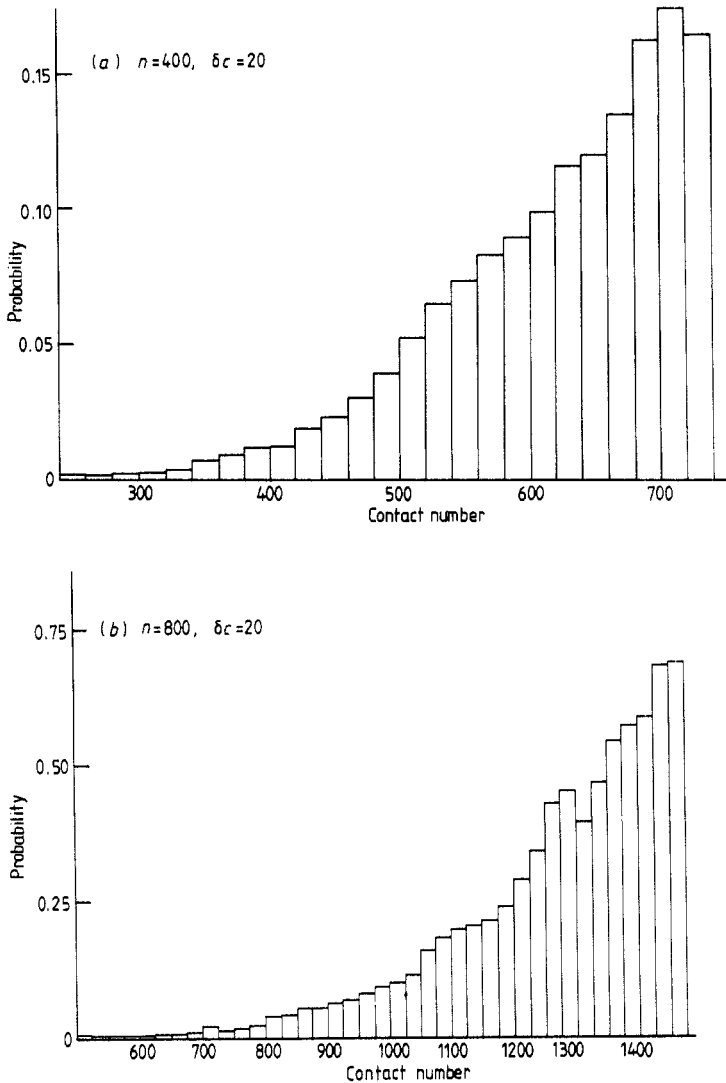 (a) n=400, δc=20
0.15
0.10
0.05
0
Probability
300 400 500 600 700
Contact number
(b) n=800, δc=20
0.75
0.50
0.25
0
Probability
600 700 800 900 1000 1100 1200 1300 1400
Contact number